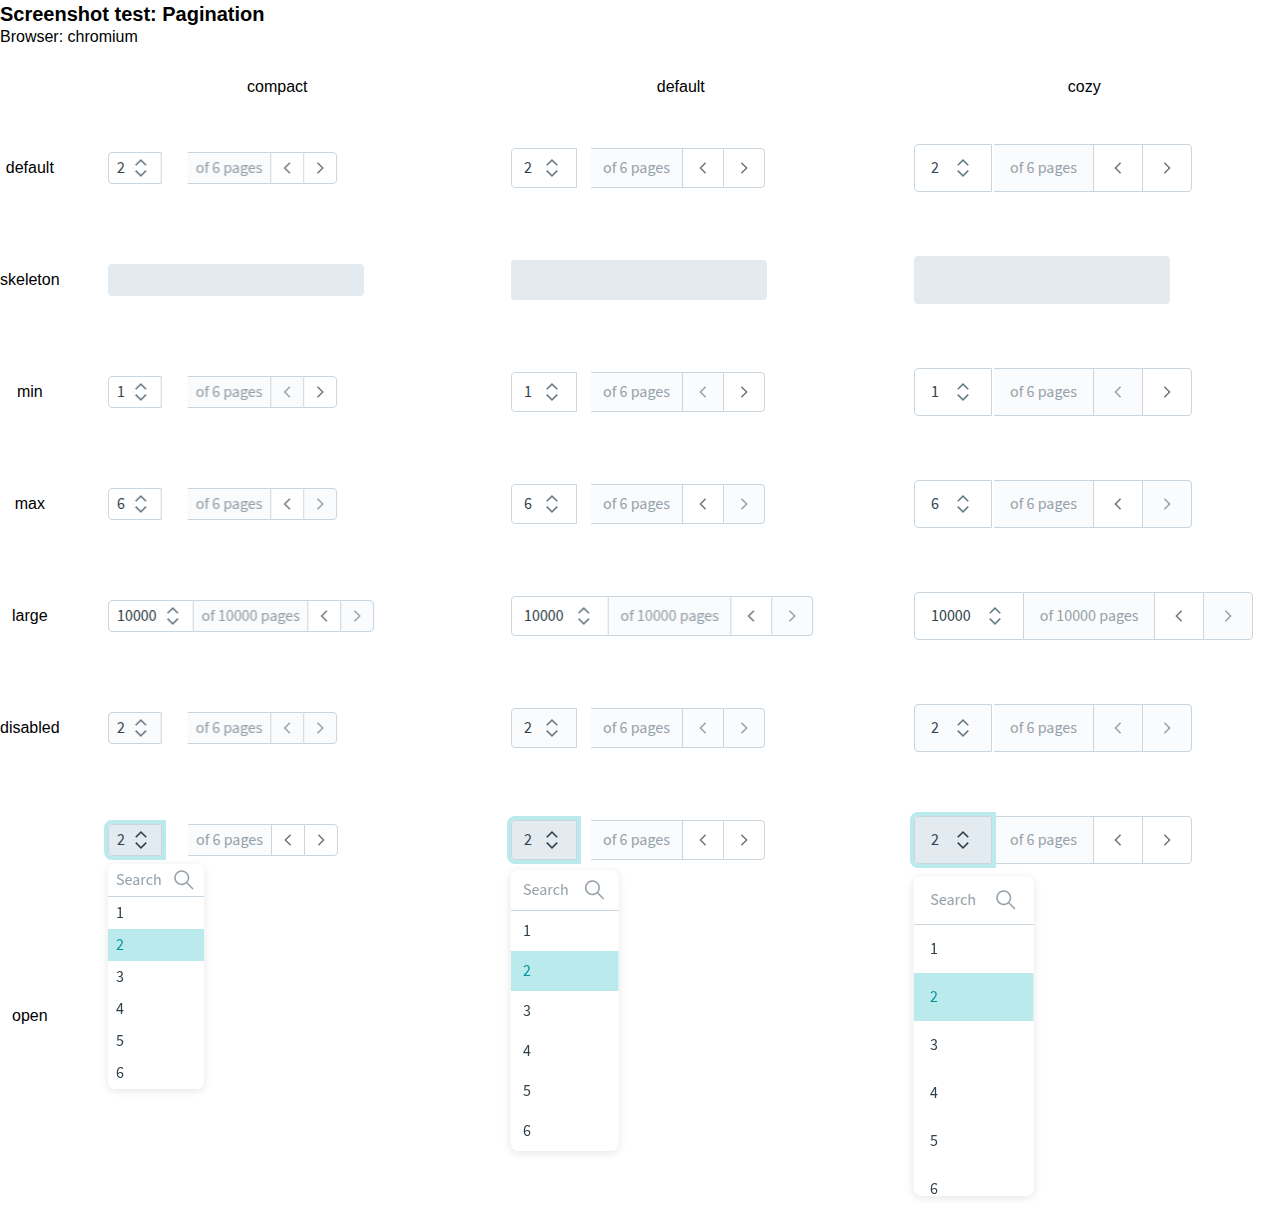 Screenshot test: Pagination
Browser: chromium
compact default cozy
default 2 of 6 pages 2 of 6 pages 2 of 6 pages
skeleton
min 1 of 6 pages 1 of 6 pages 1 of 6 pages
max 6 of 6 pages 6 of 6 pages 6 of 6 pages
large 10000 of 10000 pages 10000 of 10000 pages 10000 of 10000 pages
disabled 2 of 6 pages 2 of 6 pages 2 of 6 pages
open
2 of 6 pages
Search
1
2
3
4
5
6
2 of 6 pages
Search
1
2
3
4
5
6
2 of 6 pages
Search
1
2
3
4
5
6